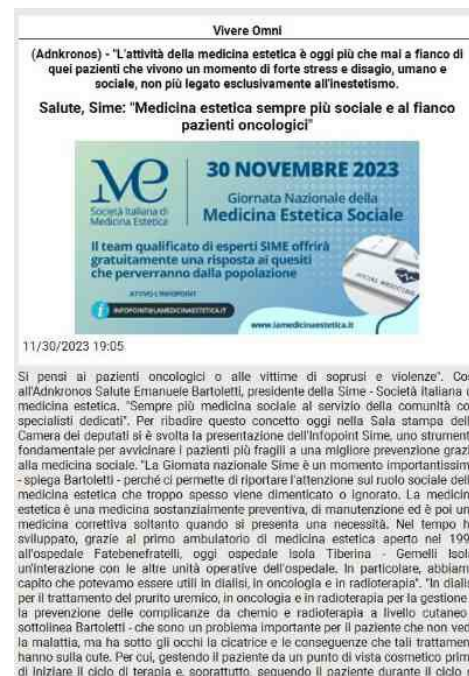 Vivere Omni
(Adnkronos) - "L'attività della medicina estetica è oggi più che mai a fianco di
quei pazienti che vivono un momento di forte stress e disagio, umano e
sociale, non più legato esclusivamente all'inestetismo.
Salute, Sime: "Medicina estetica sempre più sociale e al fianco
pazienti oncologici"
Me
Società Italiana di
Medicina Estetica
30 NOVEMBRE 2023
Giornata Nazionale della
Medicina Estetica Sociale
Il team qualificato di esperti SIME offrirà
gratuitamente una risposta ai quesiti
che perverranno dalla popolazione
ATTIVO L'INFOPOINT
INFOPOINT@LAMEDICINAESTETICA.IT
SOCIAL MEDICINE
www.lamedicinaestetica.it
11/30/2023 19:05
Si pensi ai pazienti oncologici o alle vittime di soprusi e violenze". Cos
all'Adnkronos Salute Emanuele Bartoletti, presidente della Sime - Società italiana d
medicina estetica. "Sempre più medicina sociale al servizio della comunità co
specialisti dedicati". Per ribadire questo concetto oggi nella Sala stampa dell
Camera dei deputati si è svolta la presentazione dell'Infopoint Sime, uno strument
fondamentale per avvicinare i pazienti più fragili a una migliore prevenzione grazi
alla medicina sociale. "La Giornata nazionale Sime è un momento importantissim
- spiega Bartoletti - perché ci permette di riportare l'attenzione sul ruolo sociale dell
medicina estetica che troppo spesso viene dimenticato o ignorato. La medicin
estetica è una medicina sostanzialmente preventiva, di manutenzione ed è poi un
medicina correttiva soltanto quando si presenta una necessità. Nel tempo h
sviluppato, grazie al primo ambulatorio di medicina estetica aperto nel 199
all'ospedale Fatebenefratelli, oggi ospedale Isola Tiberina - Gemelli Isol
un'interazione con le altre unità operative dell'ospedale. In particolare, abbiam
capito che potevamo essere utili in dialisi, in oncologia e in radioterapia". "In dialis
per il trattamento del prurito uremico, in oncologia e in radioterapia per la gestione
la prevenzione delle complicanze da chemio e radioterapia a livello cutaneo
sottolinea Bartoletti - che sono un problema importante per il paziente che non ved
la malattia, ma ha sotto gli occhi la cicatrice e le conseguenze che tali trattamen
hanno sulla cute. Per cui, gestendo il paziente da un punto di vista cosmetico prim
di iniziare il ciclo di terapia e, soprattutto, seguendo il paziente durante il ciclo d